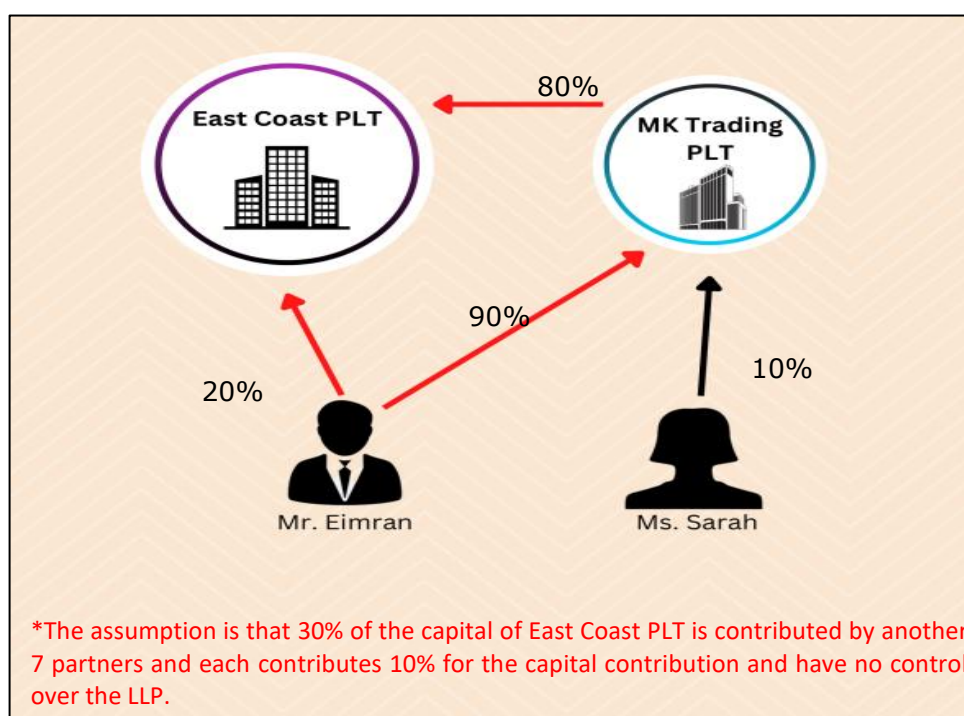 80%
East Coast PLT
MK Trading
PLT
90%
20%
10%
Mr. Eimran
Ms. Sarah
*The assumption is that 30% of the capital of East Coast PLT is contributed by another
7 partners and each contributes 10% for the capital contribution and have no control
over the LLP.